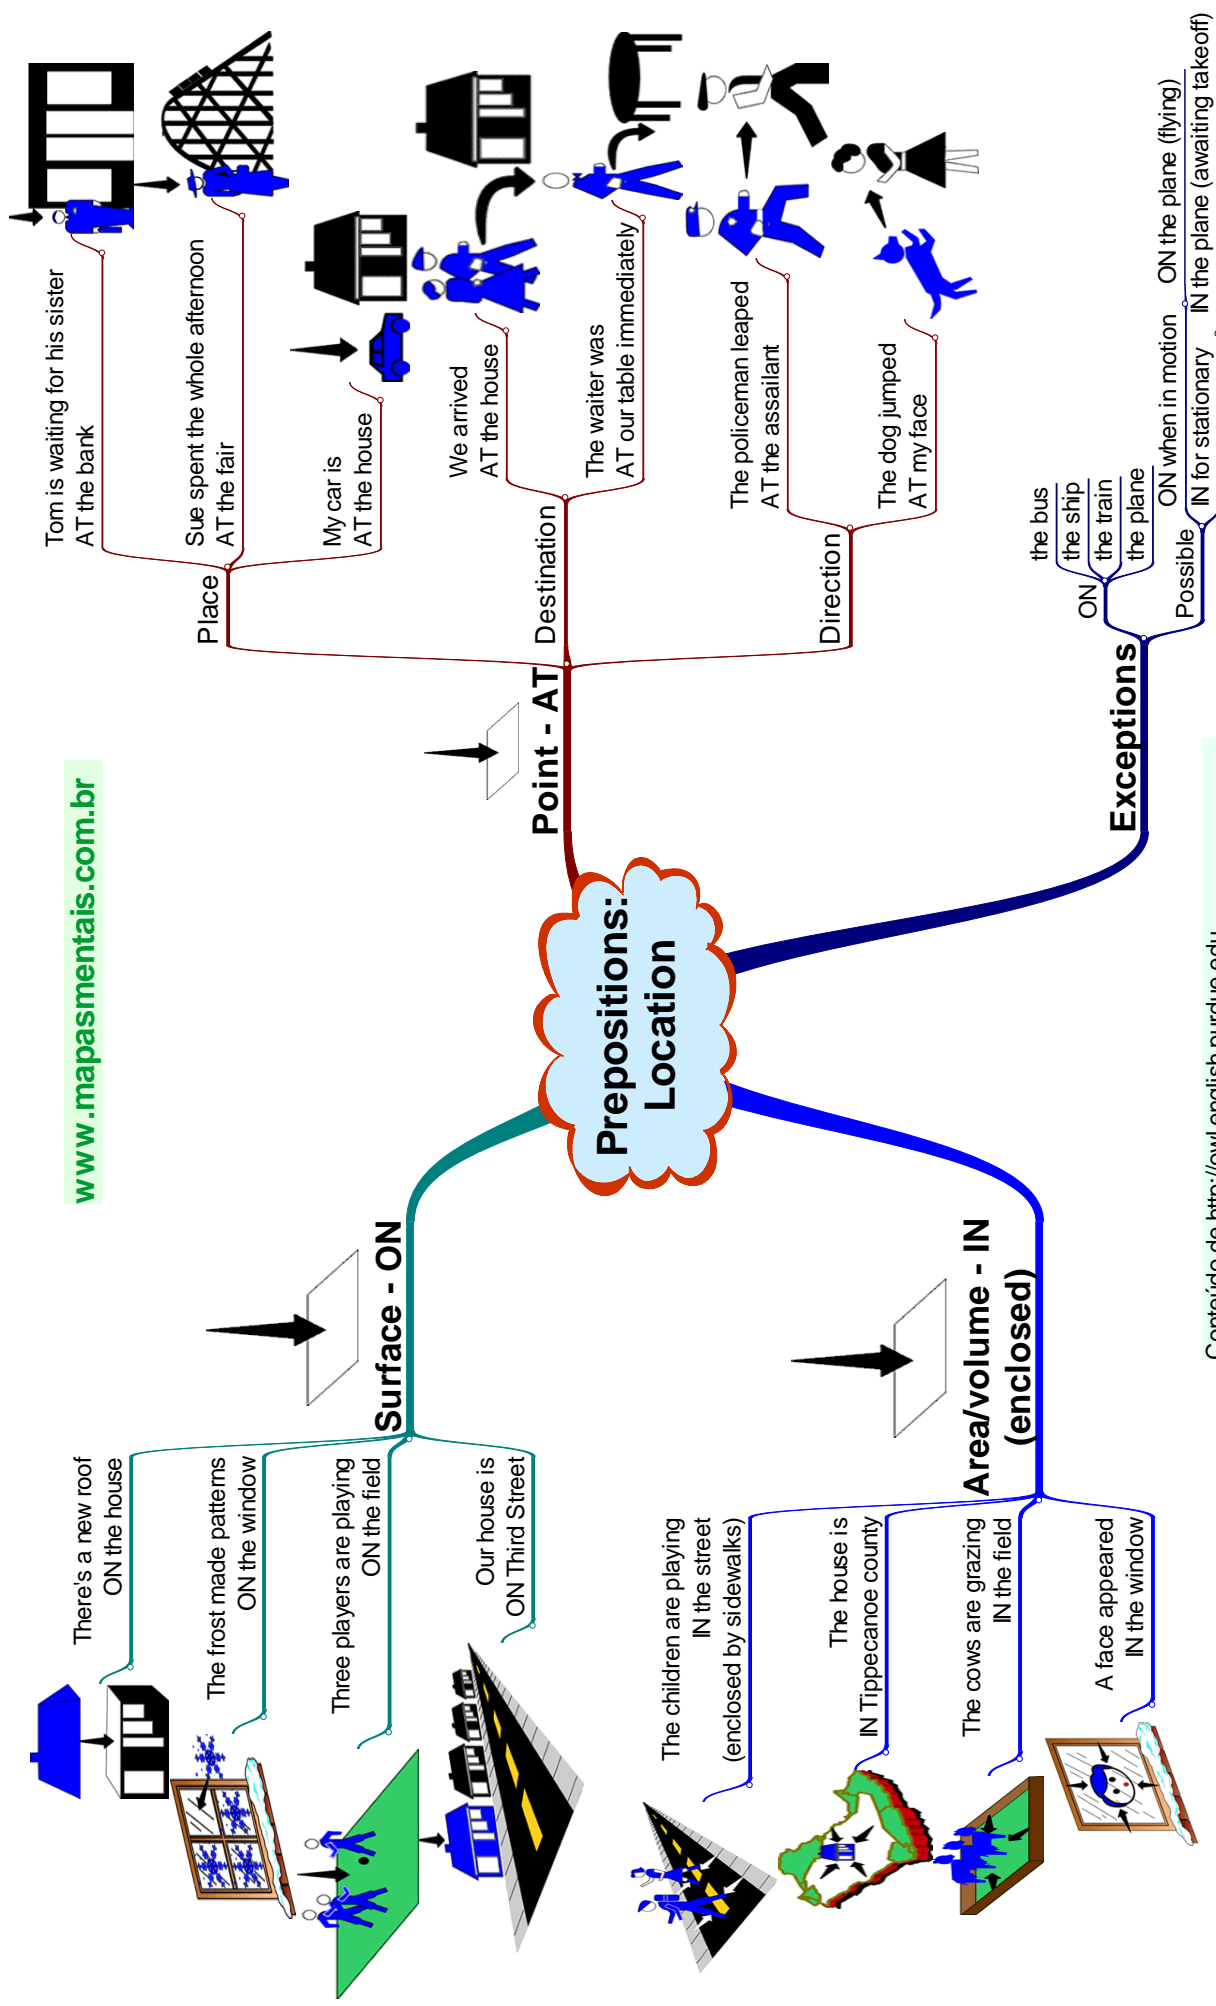 www.mapasmentais.com.br
Prepositions:
Location
Point - AT
Place
Tom is waiting for his sister
AT the bank
Sue spent the whole afternoon
AT the fair
My car is
AT the house
Destination
We arrived
AT the house
The waiter was
AT our table immediately
Direction
The policeman leaped
AT the assailant
The dog jumped
AT my face
Exceptions
ON
the bus
the ship
the train
the plane
Possible
ON when in motion
ON the plane (flying)
IN for stationary
IN the plane (awaiting takeoff)
Surface - ON
There's a new roof
ON the house
The frost made patterns
ON the window
Three players are playing
ON the field
Our house is
ON Third Street
Area/volume - IN
(enclosed)
The children are playing
IN the street
(enclosed by sidewalks)
The house is
IN Tippecanoe county
The cows are grazing
IN the field
A face appeared
IN the window
Conteúdo de http://owl.english.purdue.edu